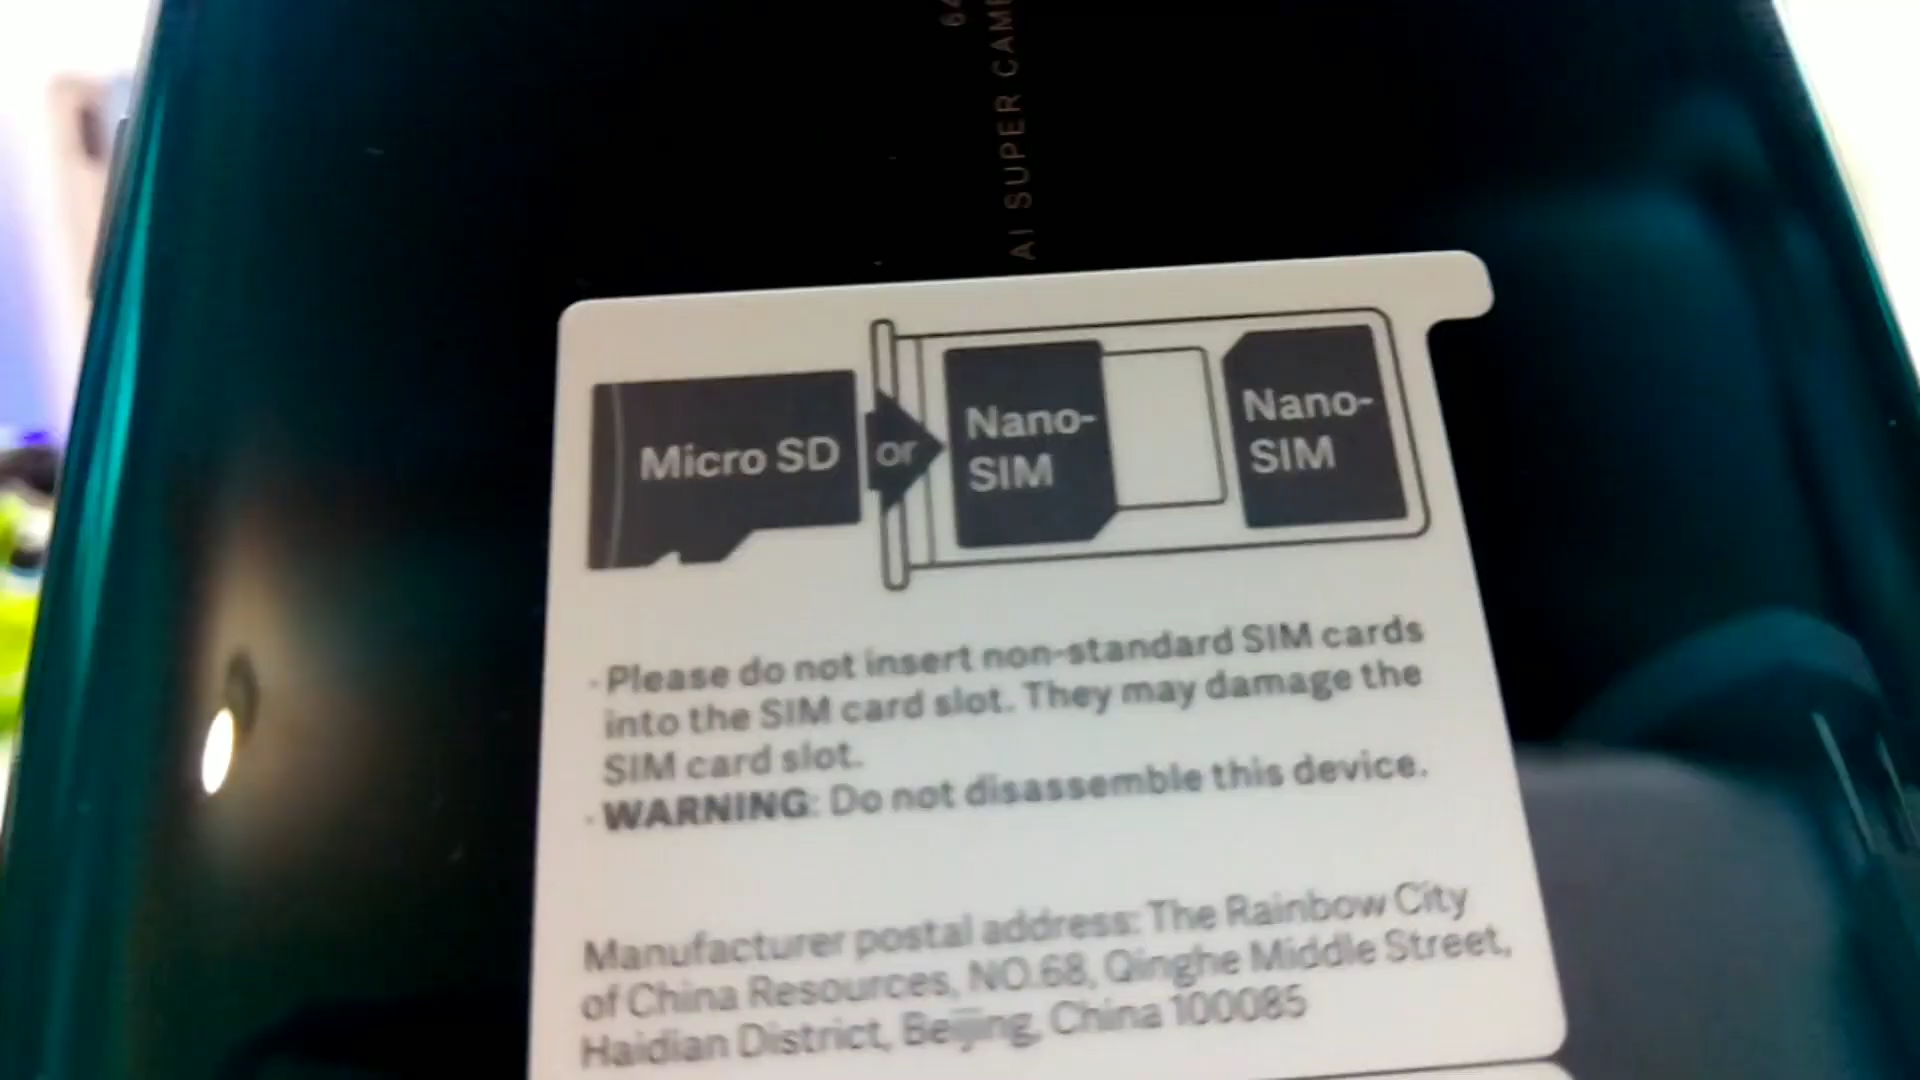 AI SUPER CAME
Micro SD
or
Nano-
SIM
Nano-
SIM
· Please do not insert non-standard SIM cards
into the SIM card slot. They may damage the
SIM card slot.
· WARNING: Do not disassemble this device.
Manufacturer postal address: The Rainbow City
of China Resources, NO.68, Qinghe Middle Street,
Haidian District, Beijing, China 100085